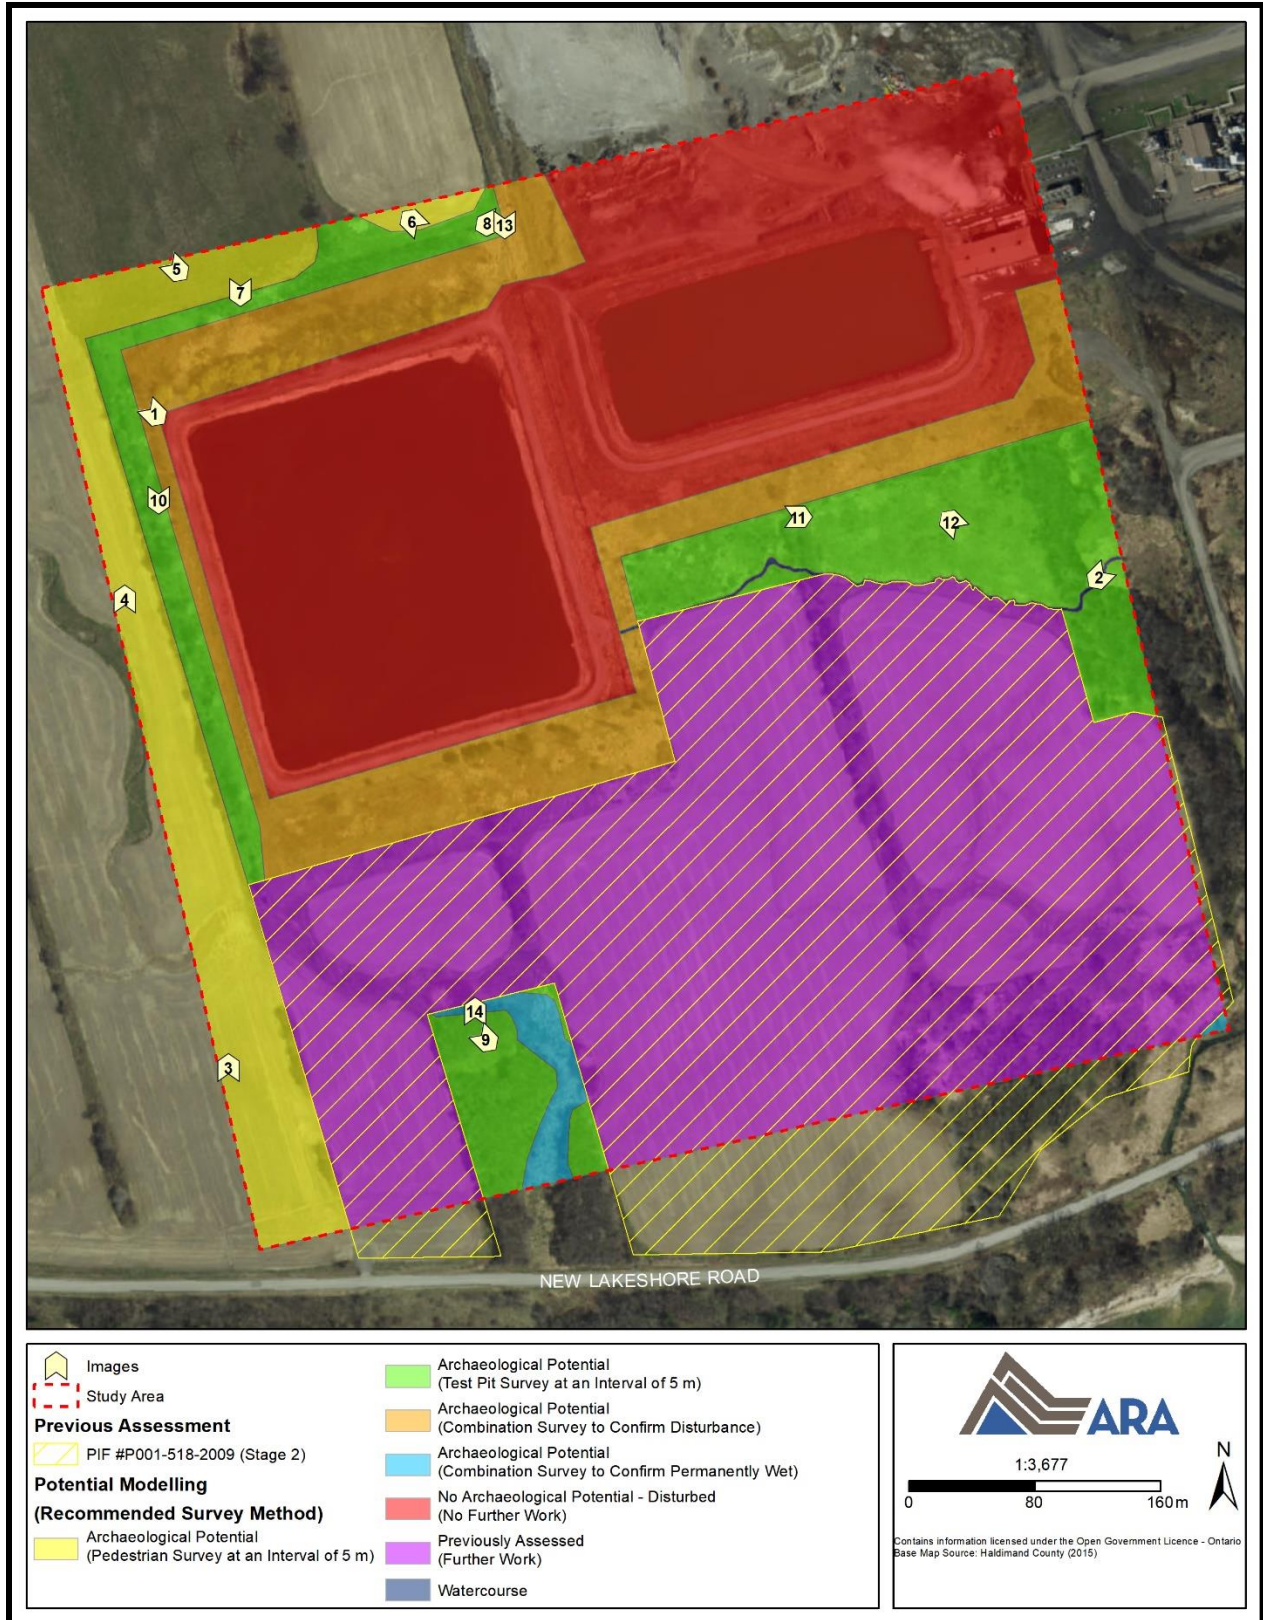 6
8
13
5
7
1
10
11
12
4
2
14
9
3
NEW LAKESHORE ROAD
Images
Study Area
Previous Assessment
PIF #P001-518-2009 (Stage 2)
Potential Modelling
(Recommended Survey Method)
Archaeological Potential
(Pedestrian Survey at an Interval of 5 m)
Archaeological Potential
(Test Pit Survey at an Interval of 5 m)
Archaeological Potential
(Combination Survey to Confirm Disturbance)
Archaeological Potential
(Combination Survey to Confirm Permanently Wet)
No Archaeological Potential - Disturbed
(No Further Work)
Previously Assessed
(Further Work)
Watercourse
ARA
1:3,677
N
0 80 160 m
Contains information licensed under the Open Government Licence - Ontario
Base Map Source: Haldimand County (2015)